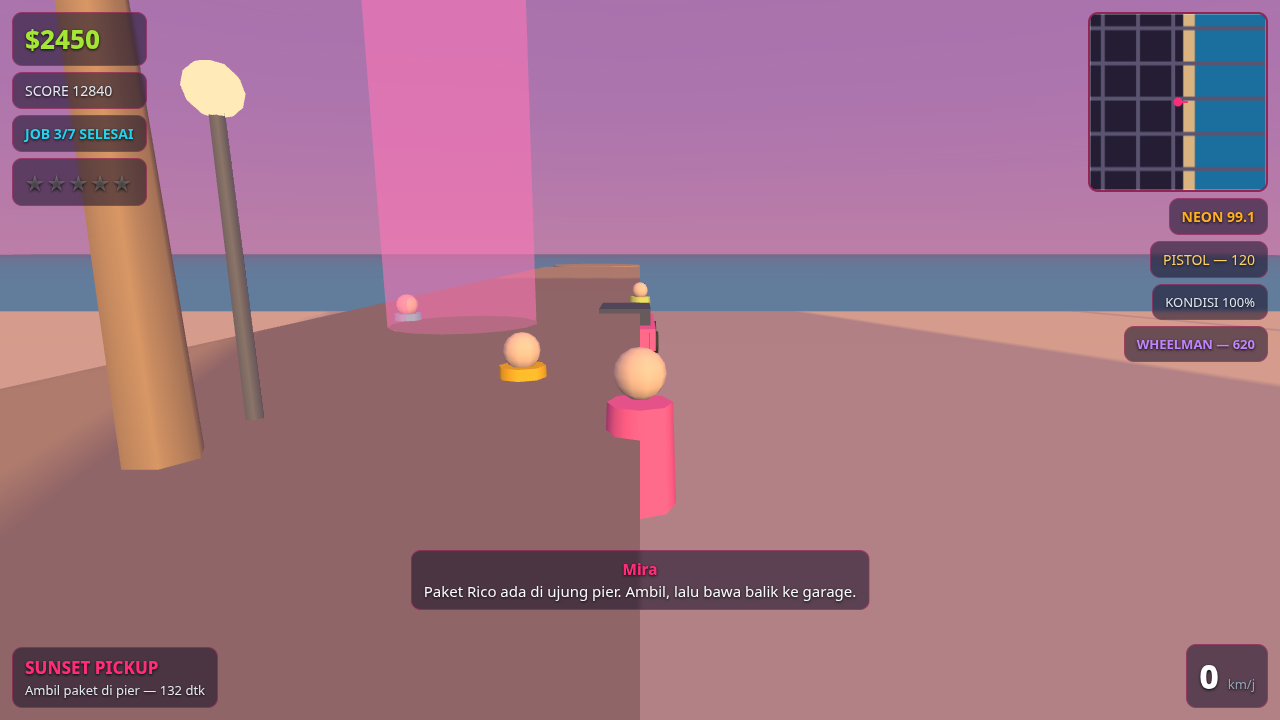 $2450
SCORE 12840
JOB 3/7 SELESAI
★★★★★
NEON 99.1
PISTOL — 120
KONDISI 100%
WHEELMAN — 620
Mira
Paket Rico ada di ujung pier. Ambil, lalu bawa balik ke garage.
SUNSET PICKUP
Ambil paket di pier — 132 dtk
0 km/j